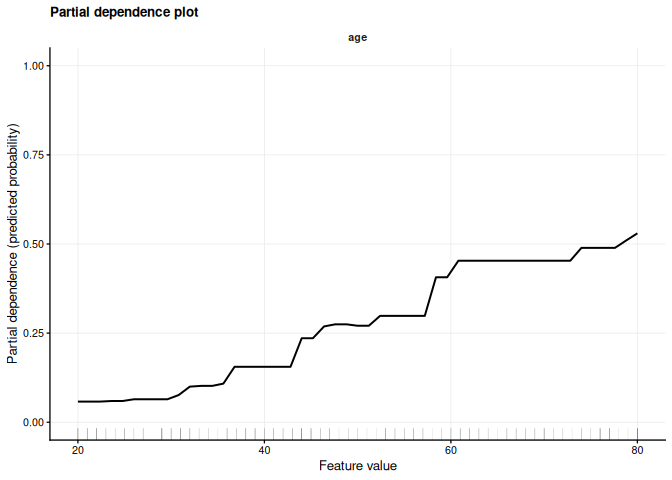 Partial dependence plot
age
1.00
0.75
0.50
0.25
0.00
Partial dependence (predicted probability)
20 40 60 80
Feature value